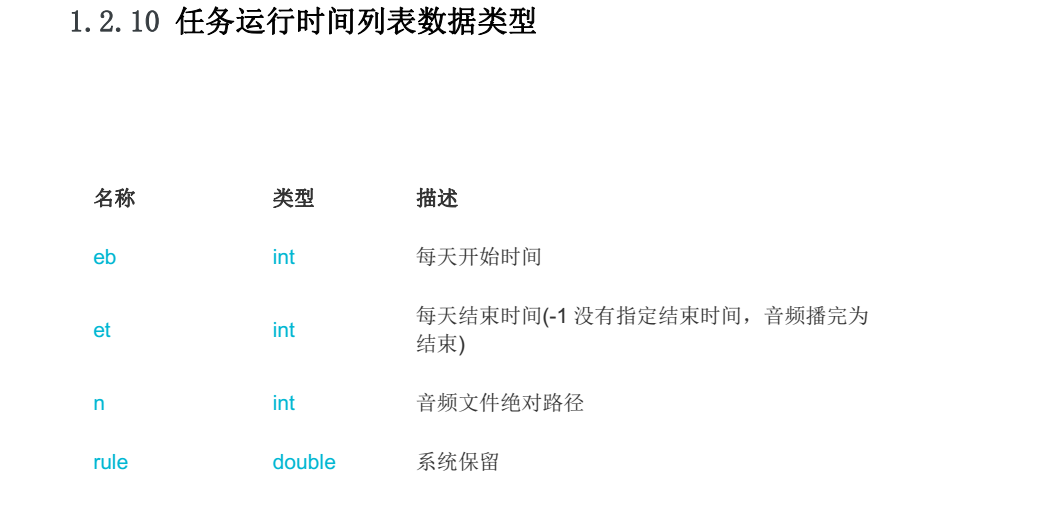 1.2.10 任务运行时间列表数据类型
名称 类型 描述
eb int 每天开始时间
et int 每天结束时间(-1 没有指定结束时间，音频播完为
结束)
n int 音频文件绝对路径
rule double 系统保留